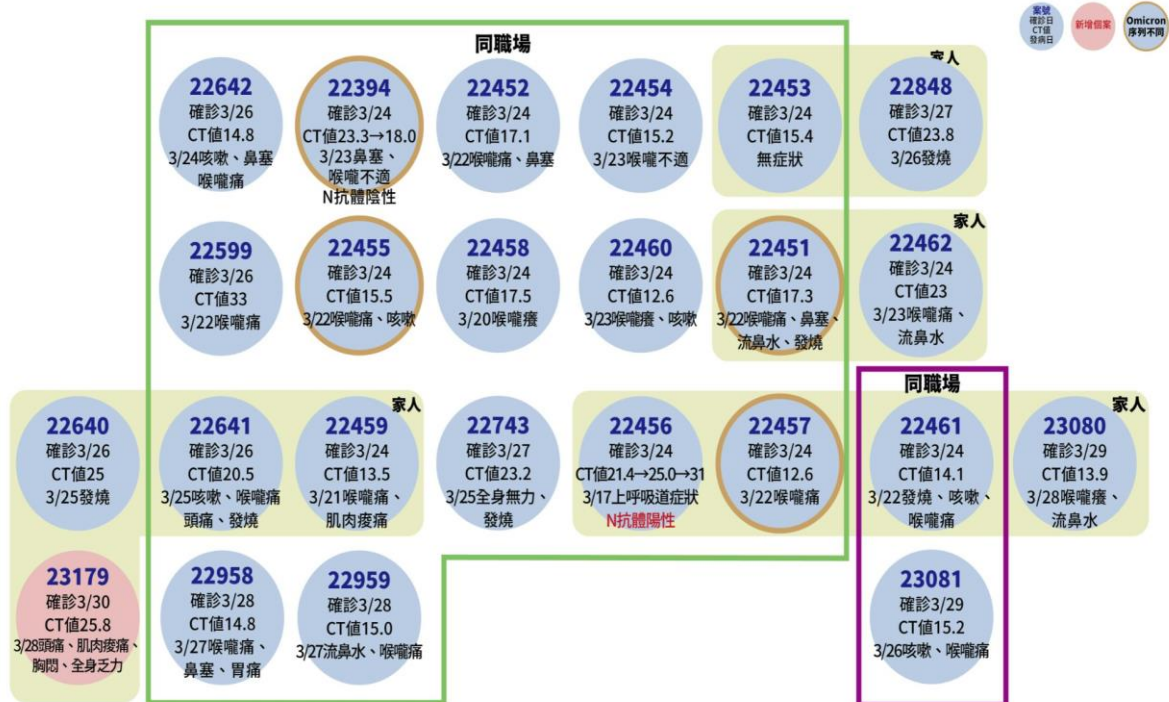 案號
確診日
CT值
發病日
新增個案
Omicron
序列不同
同職場
22642
確診3/26
CT值14.8
3/24咳嗽、鼻塞
喉嚨痛
22394
確診3/24
CT值23.3→18.0
3/23鼻塞、
喉嚨不適
N抗體陰性
22452
確診3/24
CT值17.1
3/22喉嚨痛、鼻塞
22454
確診3/24
CT值15.2
3/23喉嚨不適
22453
確診3/24
CT值15.4
無症狀
家人
22848
確診3/27
CT值23.8
3/26發燒
22599
確診3/26
CT值33
3/22喉嚨痛
22455
確診3/24
CT值15.5
3/22喉嚨痛、咳嗽
22458
確診3/24
CT值17.5
3/20喉嚨癢
22460
確診3/24
CT值12.6
3/23喉嚨癢、咳嗽
22451
確診3/24
CT值17.3
3/22喉嚨痛、鼻塞、
流鼻水、發燒
家人
22462
確診3/24
CT值23
3/23喉嚨痛、
流鼻水
22640
確診3/26
CT值25
3/25發燒
22641
確診3/26
CT值20.5
3/25咳嗽、喉嚨痛
頭痛、發燒
家人
22459
確診3/24
CT值13.5
3/21喉嚨痛、
肌肉痠痛
22743
確診3/27
CT值23.2
3/25全身無力、
發燒
22456
確診3/24
CT值21.4→25.0→31
3/17上呼吸道症狀
N抗體陽性
22457
確診3/24
CT值12.6
3/22喉嚨痛
同職場
22461
確診3/24
CT值14.1
3/22發燒、咳嗽、
喉嚨痛
家人
23080
確診3/29
CT值13.9
3/28喉嚨癢、
流鼻水
23179
確診3/30
CT值25.8
3/28頭痛、肌肉痠痛、
胸悶、全身乏力
22958
確診3/28
CT值14.8
3/27喉嚨痛、
鼻塞、胃痛
22959
確診3/28
CT值15.0
3/27流鼻水、喉嚨痛
23081
確診3/29
CT值15.2
3/26咳嗽、喉嚨痛